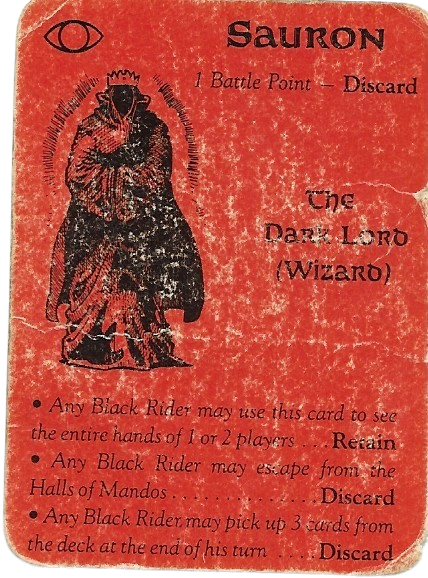 Sauron
1 Battle Point – Discard
The
Dark Lord
(Wizard)
• Any Black Rider may use this card to see
the entire hands of 1 or 2 players ... Retain
• Any Black Rider may escape from the
Halls of Mandos .............. Discard
• Any Black Rider may pick up 3 cards from
the deck at the end of his turn .... Discard